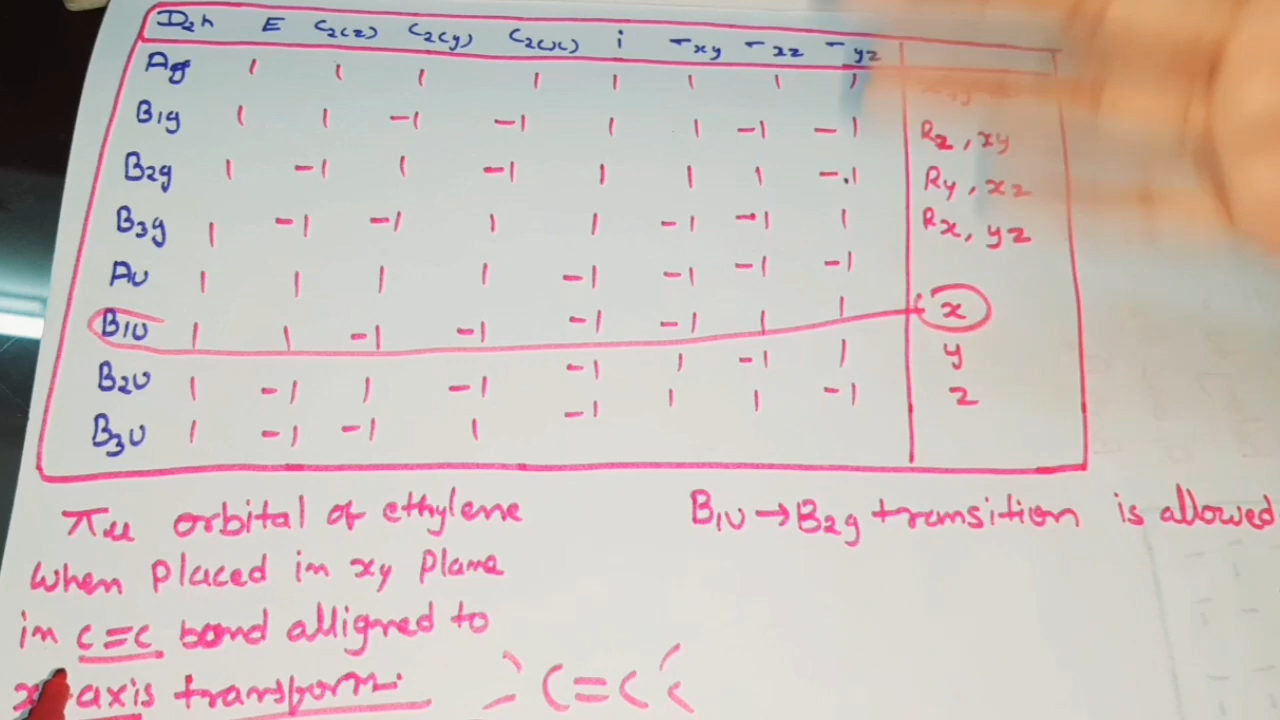 D2h E C2(z) C2(y) C2(x) i σxy σxz σyz
Ag 1 1 1 1 1 1 1 1
B1g 1 1 -1 -1 1 1 -1 -1 Rz, xy
B2g 1 -1 1 -1 1 1 1 -1 Ry, xz
B3g 1 -1 -1 1 1 -1 -1 1 Rx, yz
Au 1 1 1 1 -1 -1 -1 -1
B1u 1 1 -1 -1 -1 -1 1 1 x
B2u 1 -1 1 -1 -1 1 -1 1 y
B3u 1 -1 -1 1 -1 1 1 -1 z
πu orbital of ethylene
when placed in xy plane
in C=C bond alligned to
axis transform.
B1u → B2g transition is allowed
C=C